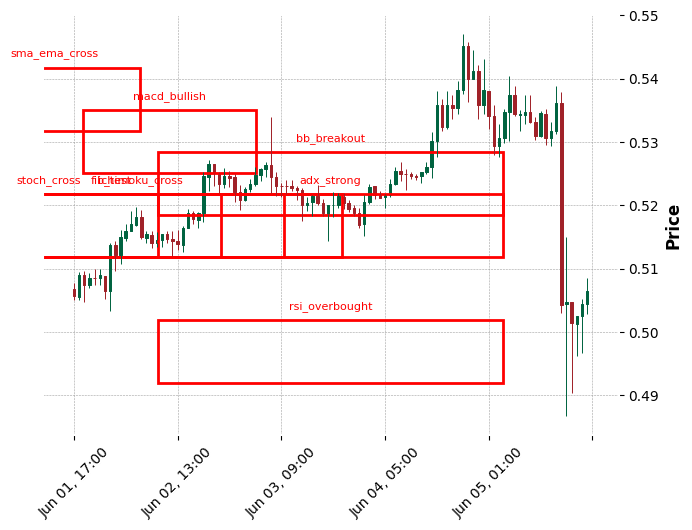 0.55
sma_ema_cross
0.54
macd_bullish
0.53
bb_breakout
stoch_cross
fib_test
ichimoku_cross
adx_strong
0.52
Price
0.51
rsi_overbought
0.50
0.49
Jun 01, 17:00
Jun 02, 13:00
Jun 03, 09:00
Jun 04, 05:00
Jun 05, 01:00